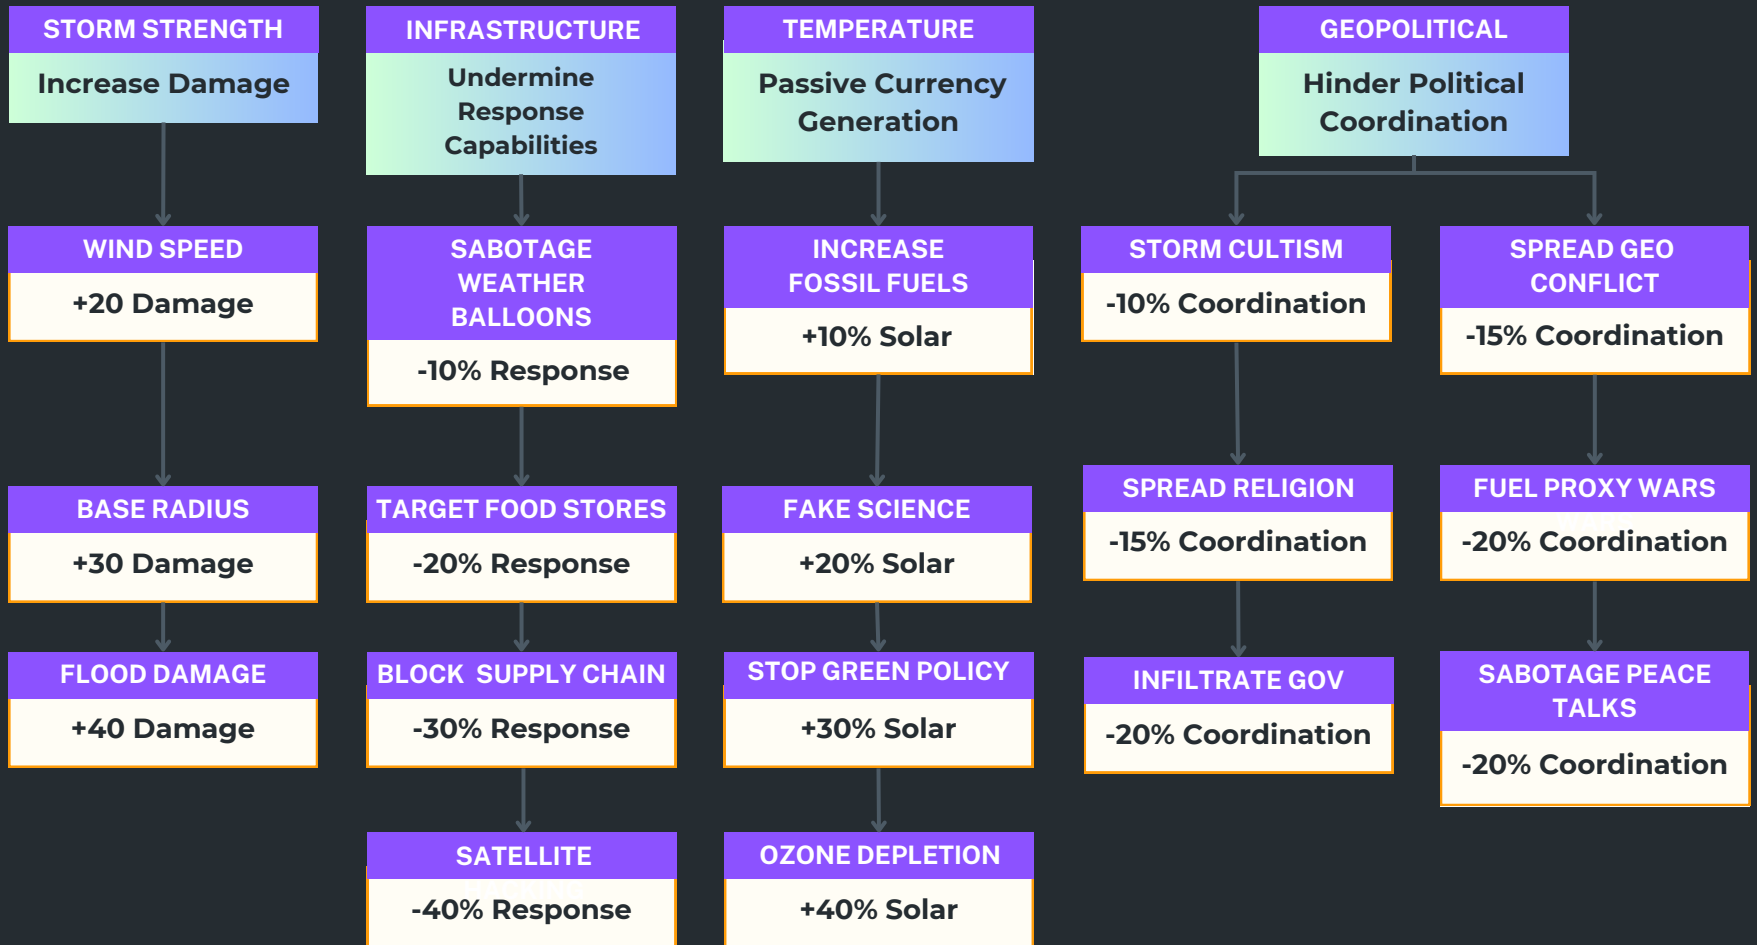 STORM STRENGTH
Increase Damage
WIND SPEED
+20 Damage
BASE RADIUS
+30 Damage
FLOOD DAMAGE
+40 Damage
INFRASTRUCTURE
Undermine
Response
Capabilities
SABOTAGE
WEATHER
BALLOONS
-10% Response
TARGET FOOD STORES
-20% Response
BLOCK SUPPLY CHAIN
-30% Response
SATELLITE
-40% Response
TEMPERATURE
Passive Currency
Generation
INCREASE
FOSSIL FUELS
+10% Solar
FAKE SCIENCE
+20% Solar
STOP GREEN POLICY
+30% Solar
OZONE DEPLETION
+40% Solar
GEOPOLITICAL
Hinder Political
Coordination
STORM CULTISM
-10% Coordination
SPREAD RELIGION
-15% Coordination
INFILTRATE GOV
-20% Coordination
SPREAD GEO
CONFLICT
-15% Coordination
FUEL PROXY WARS
-20% Coordination
SABOTAGE PEACE
TALKS
-20% Coordination